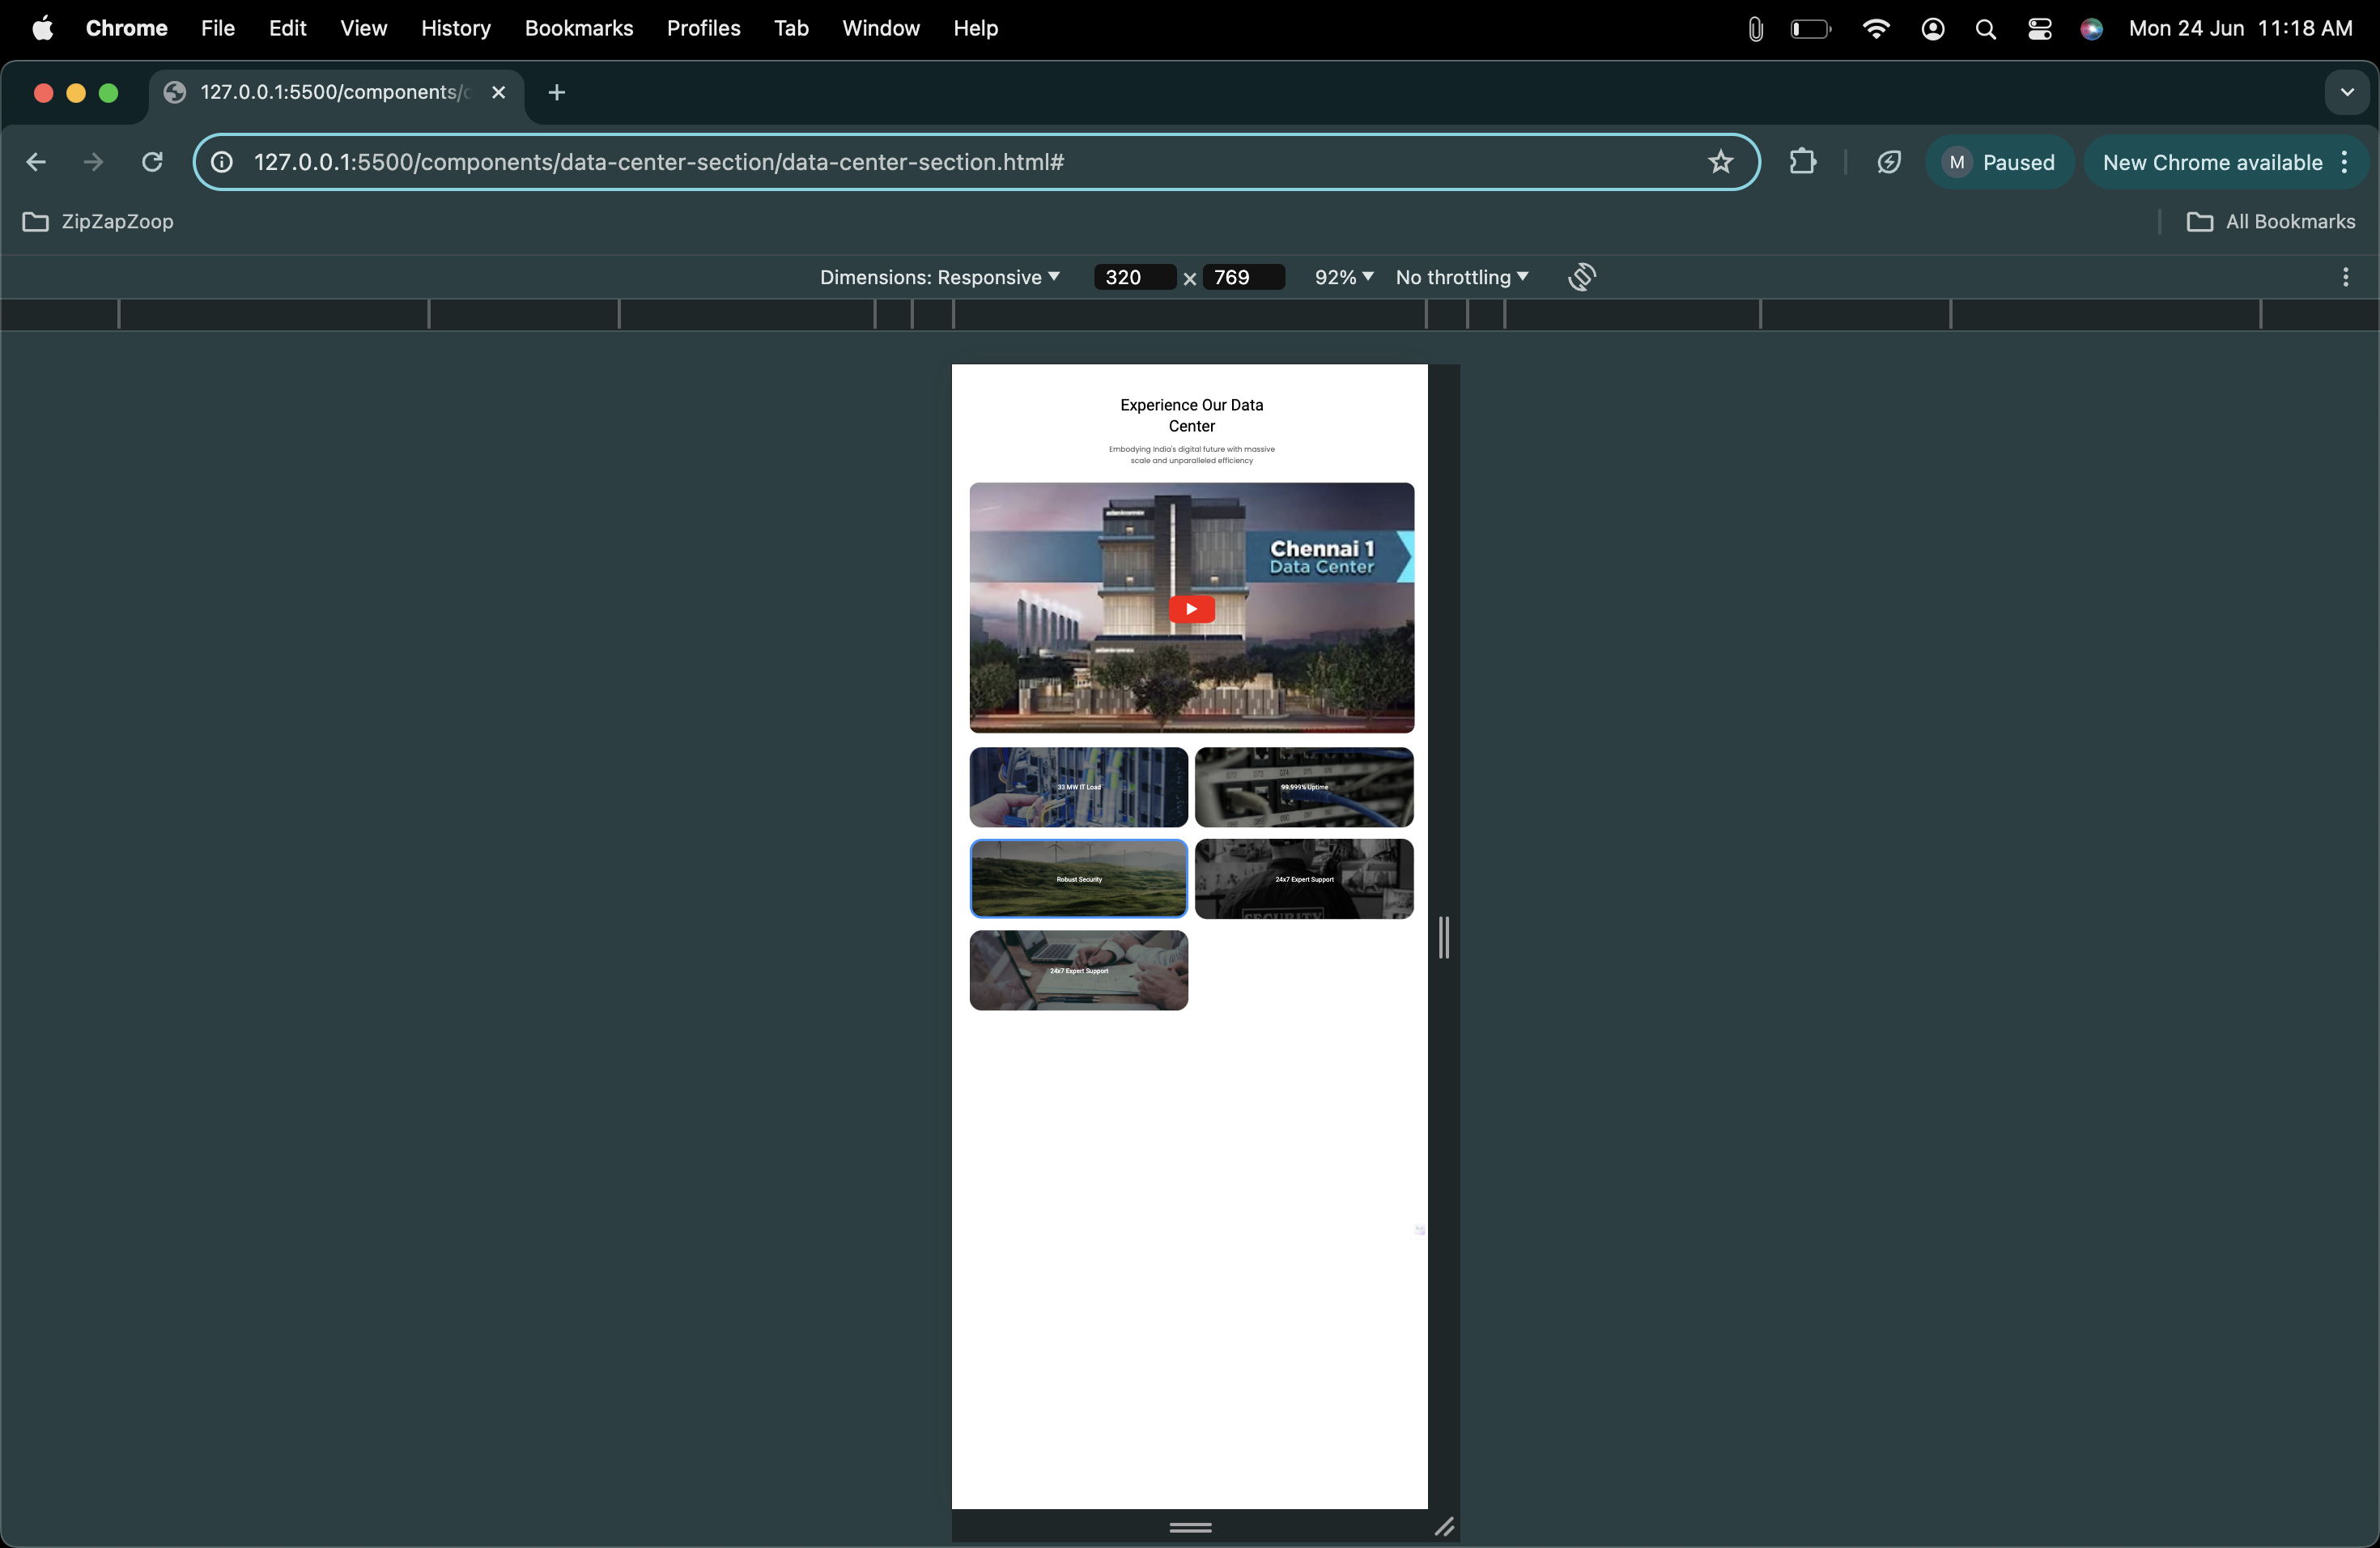 Chrome File Edit View History Bookmarks Profiles Tab Window Help Mon 24 Jun 11:18 AM
127.0.0.1:5500/components/
127.0.0.1:5500/components/data-center-section/data-center-section.html# M Paused New Chrome available
ZipZapZoop All Bookmarks
Dimensions: Responsive 320 x 769 92% No throttling
Experience Our Data
Center
Embodying India's digital future with massive
scale and unparalleled efficiency
Chennai 1
Data Center
33 MW IT Load 99.999% Uptime
Robust Security 24x7 Expert Support
SECURITY
24x7 Expert Support